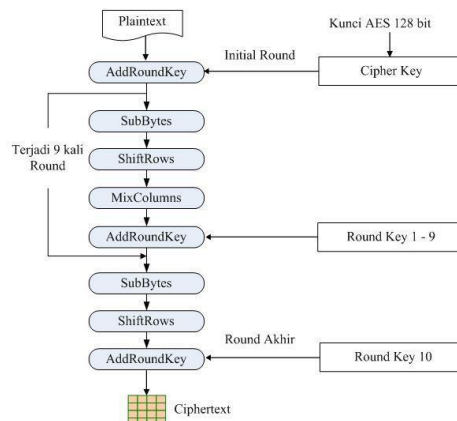 Plaintext
Kunci AES 128 bit
AddRoundKey
Initial Round
Cipher Key
SubBytes
Terjadi 9 kali
Round
ShiftRows
MixColumns
AddRoundKey
Round Key 1 - 9
SubBytes
ShiftRows
AddRoundKey
Round Akhir
Round Key 10
Ciphertext